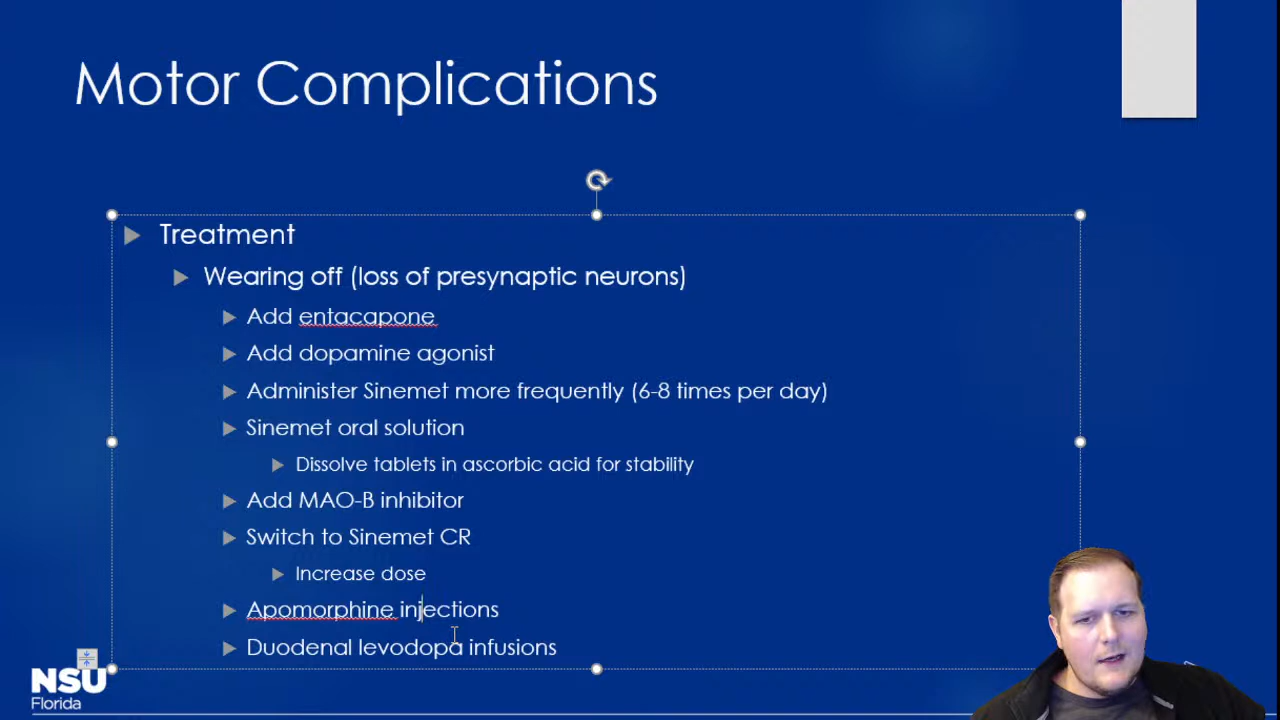 Motor Complications
Treatment
Wearing off (loss of presynaptic neurons)
Add entacapone
Add dopamine agonist
Administer Sinemet more frequently (6-8 times per day)
Sinemet oral solution
Dissolve tablets in ascorbic acid for stability
Add MAO-B inhibitor
Switch to Sinemet CR
Increase dose
Apomorphine injections
Duodenal levodopa infusions
NSU
Florida